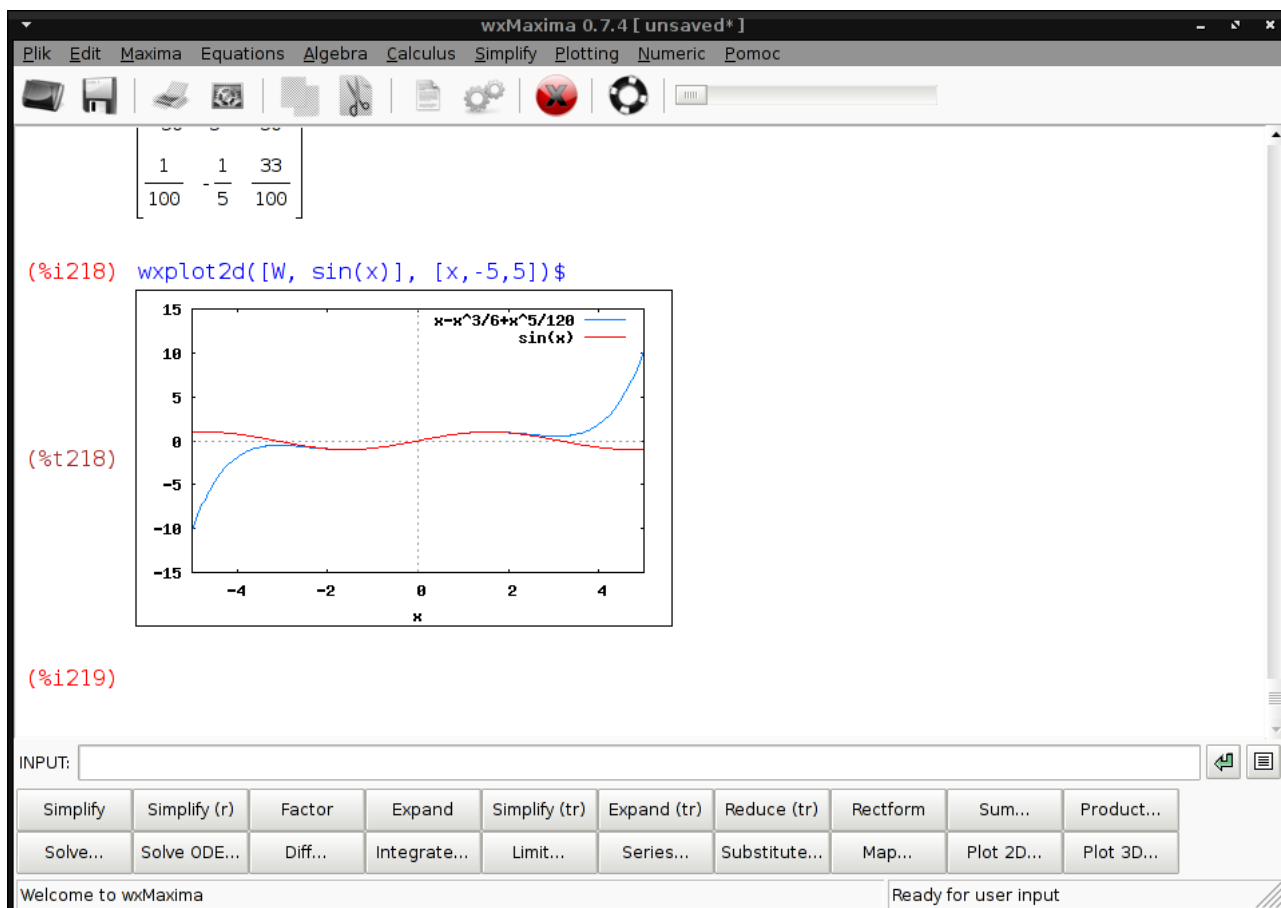 wxMaxima 0.7.4 [ unsaved* ]
Plik Edit Maxima Equations Algebra Calculus Simplify Plotting Numeric Pomoc
1 1 33
100 -5 100
(%i218) wxplot2d([W, sin(x)], [x,-5,5])$
15
x-x^3/6+x^5/120
sin(x)
10
5
0
(%t218)
-5
-10
-15
-4 -2 0 2 4
x
(%i219)
INPUT:
Simplify Simplify (r) Factor Expand Simplify (tr) Expand (tr) Reduce (tr) Rectform Sum... Product...
Solve... Solve ODE... Diff... Integrate... Limit... Series... Substitute... Map... Plot 2D... Plot 3D...
Welcome to wxMaxima Ready for user input